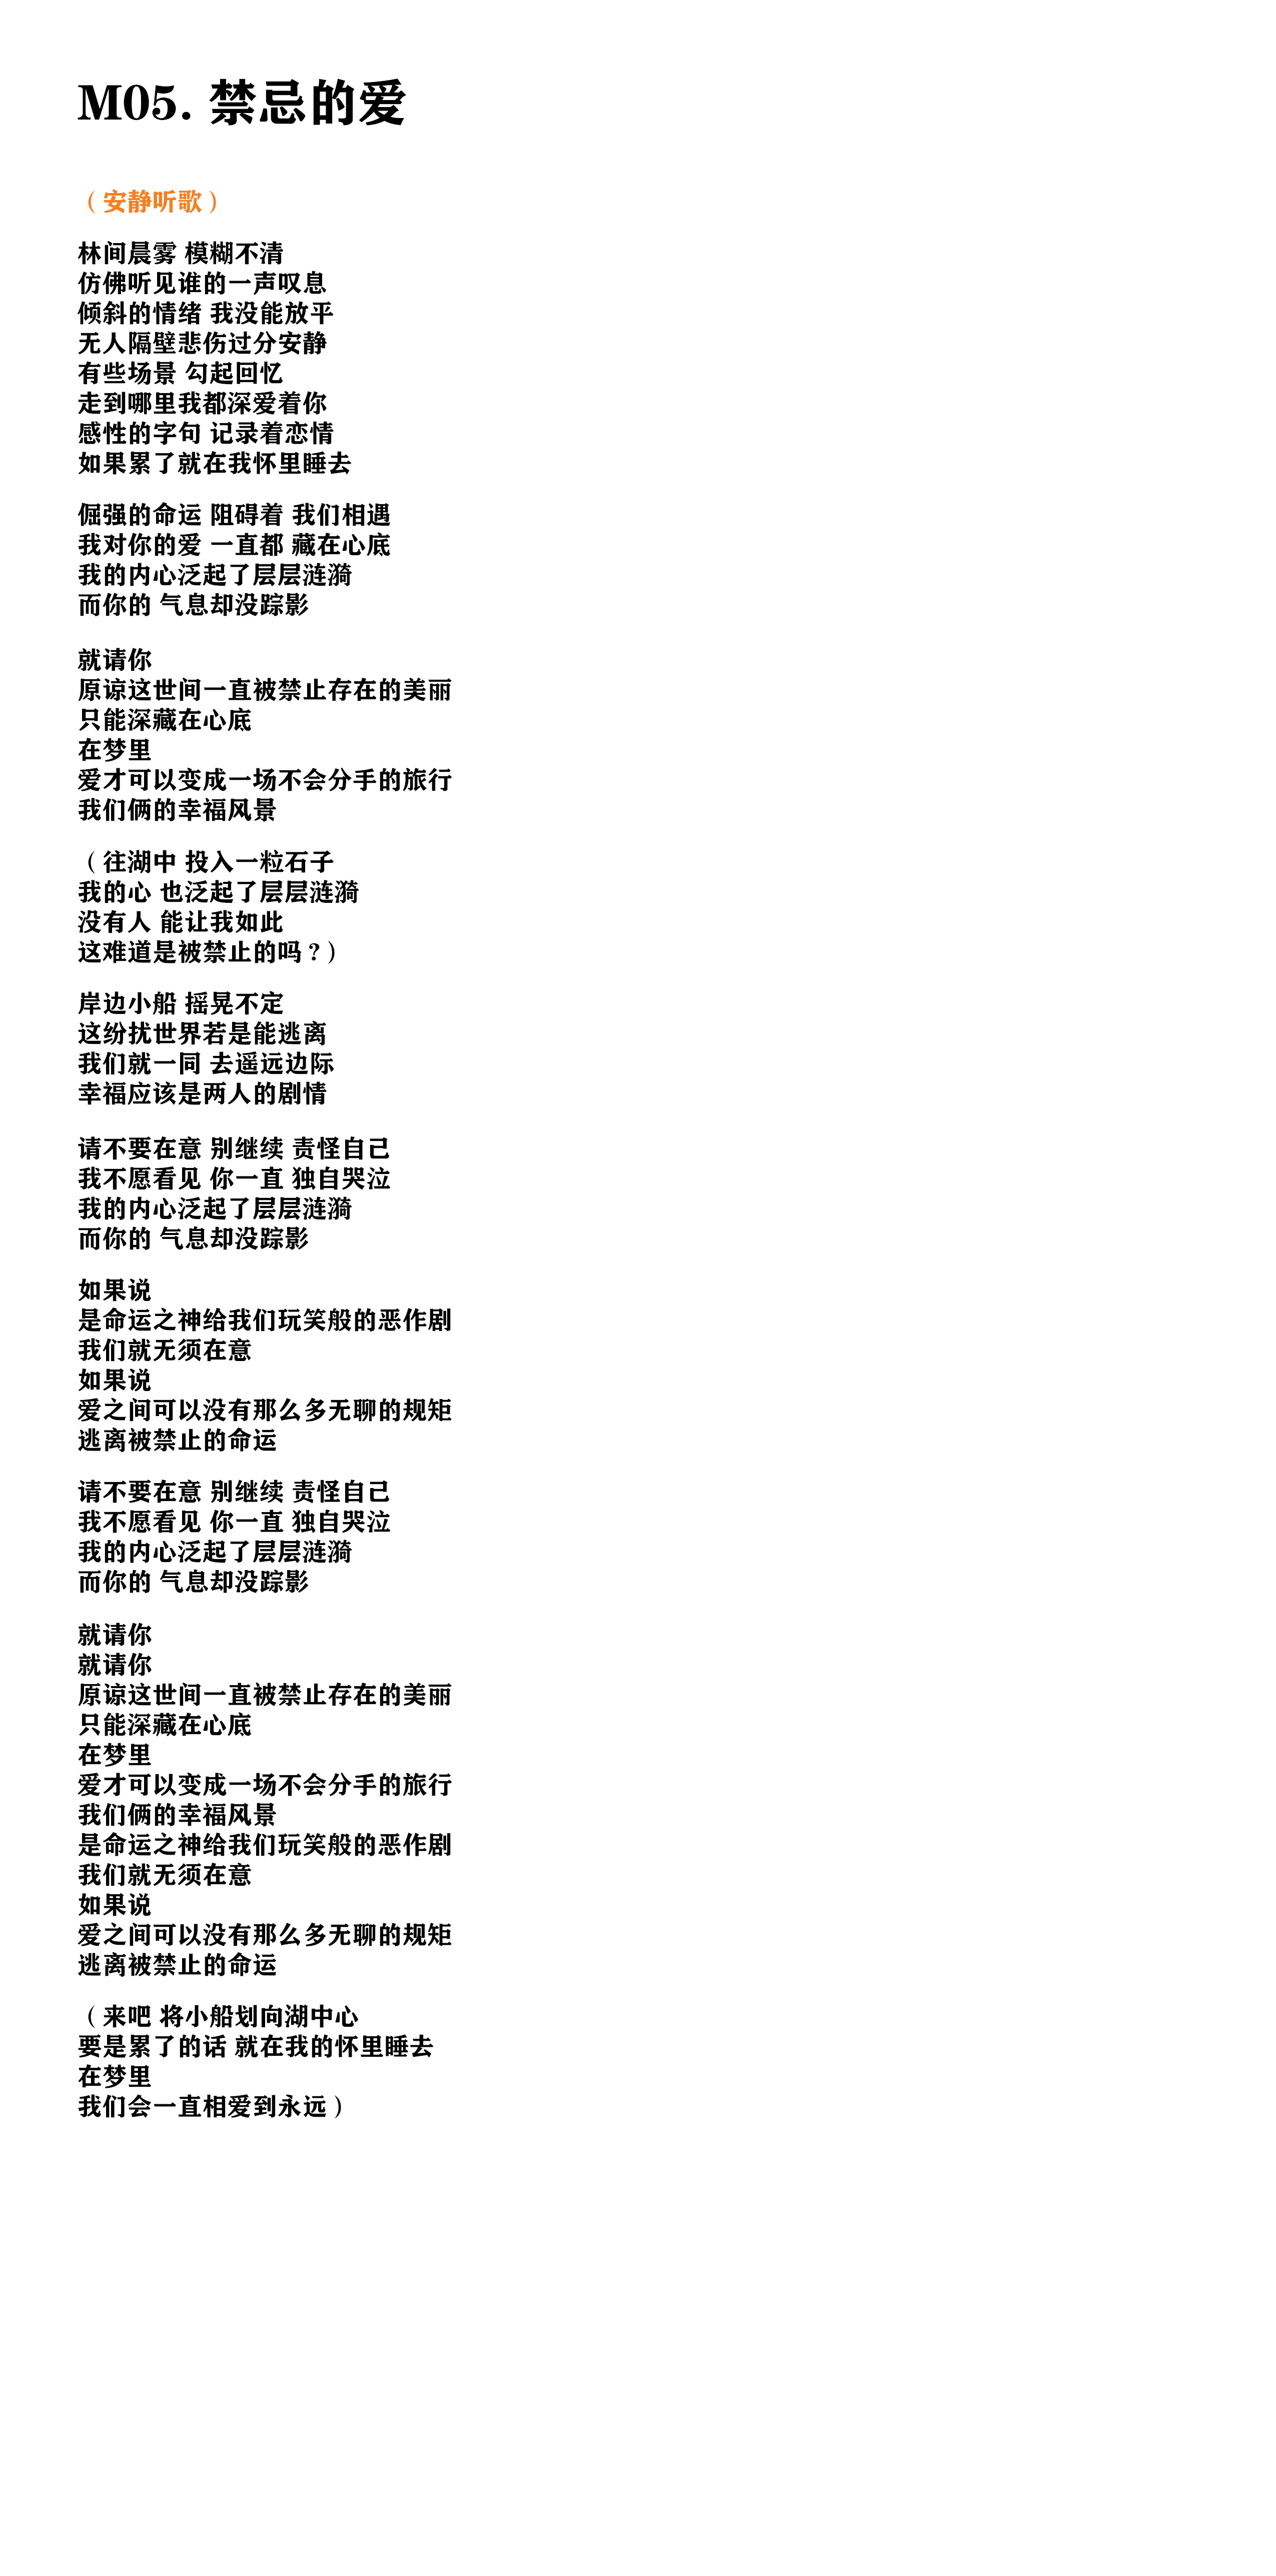 M05. 禁忌的爱
（安静听歌）
林间晨雾 模糊不清
仿佛听见谁的一声叹息
倾斜的情绪 我没能放平
无人隔壁悲伤过分安静
有些场景 勾起回忆
走到哪里我都深爱着你
感性的字句 记录着恋情
如果累了就在我怀里睡去
倔强的命运 阻碍着 我们相遇
我对你的爱 一直都 藏在心底
我的内心泛起了层层涟漪
而你的 气息却没踪影
就请你
原谅这世间一直被禁止存在的美丽
只能深藏在心底
在梦里
爱才可以变成一场不会分手的旅行
我们俩的幸福风景
（往湖中 投入一粒石子
我的心 也泛起了层层涟漪
没有人 能让我如此
这难道是被禁止的吗？）
岸边小船 摇晃不定
这纷扰世界若是能逃离
我们就一同 去遥远边际
幸福应该是两人的剧情
请不要在意 别继续 责怪自己
我不愿看见 你一直 独自哭泣
我的内心泛起了层层涟漪
而你的 气息却没踪影
如果说
是命运之神给我们玩笑般的恶作剧
我们就无须在意
如果说
爱之间可以没有那么多无聊的规矩
逃离被禁止的命运
请不要在意 别继续 责怪自己
我不愿看见 你一直 独自哭泣
我的内心泛起了层层涟漪
而你的 气息却没踪影
就请你
就请你
原谅这世间一直被禁止存在的美丽
只能深藏在心底
在梦里
爱才可以变成一场不会分手的旅行
我们俩的幸福风景
是命运之神给我们玩笑般的恶作剧
我们就无须在意
如果说
爱之间可以没有那么多无聊的规矩
逃离被禁止的命运
（来吧 将小船划向湖中心
要是累了的话 就在我的怀里睡去
在梦里
我们会一直相爱到永远）